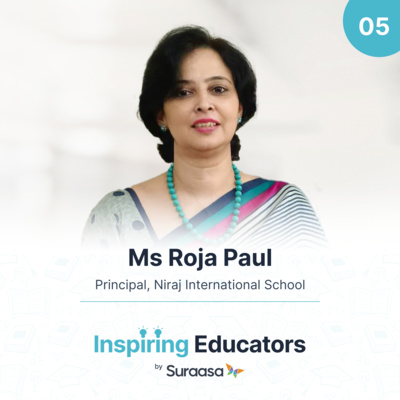 05
Ms Roja Paul
Principal, Niraj International School
Inspiring Educators
by Suraasa